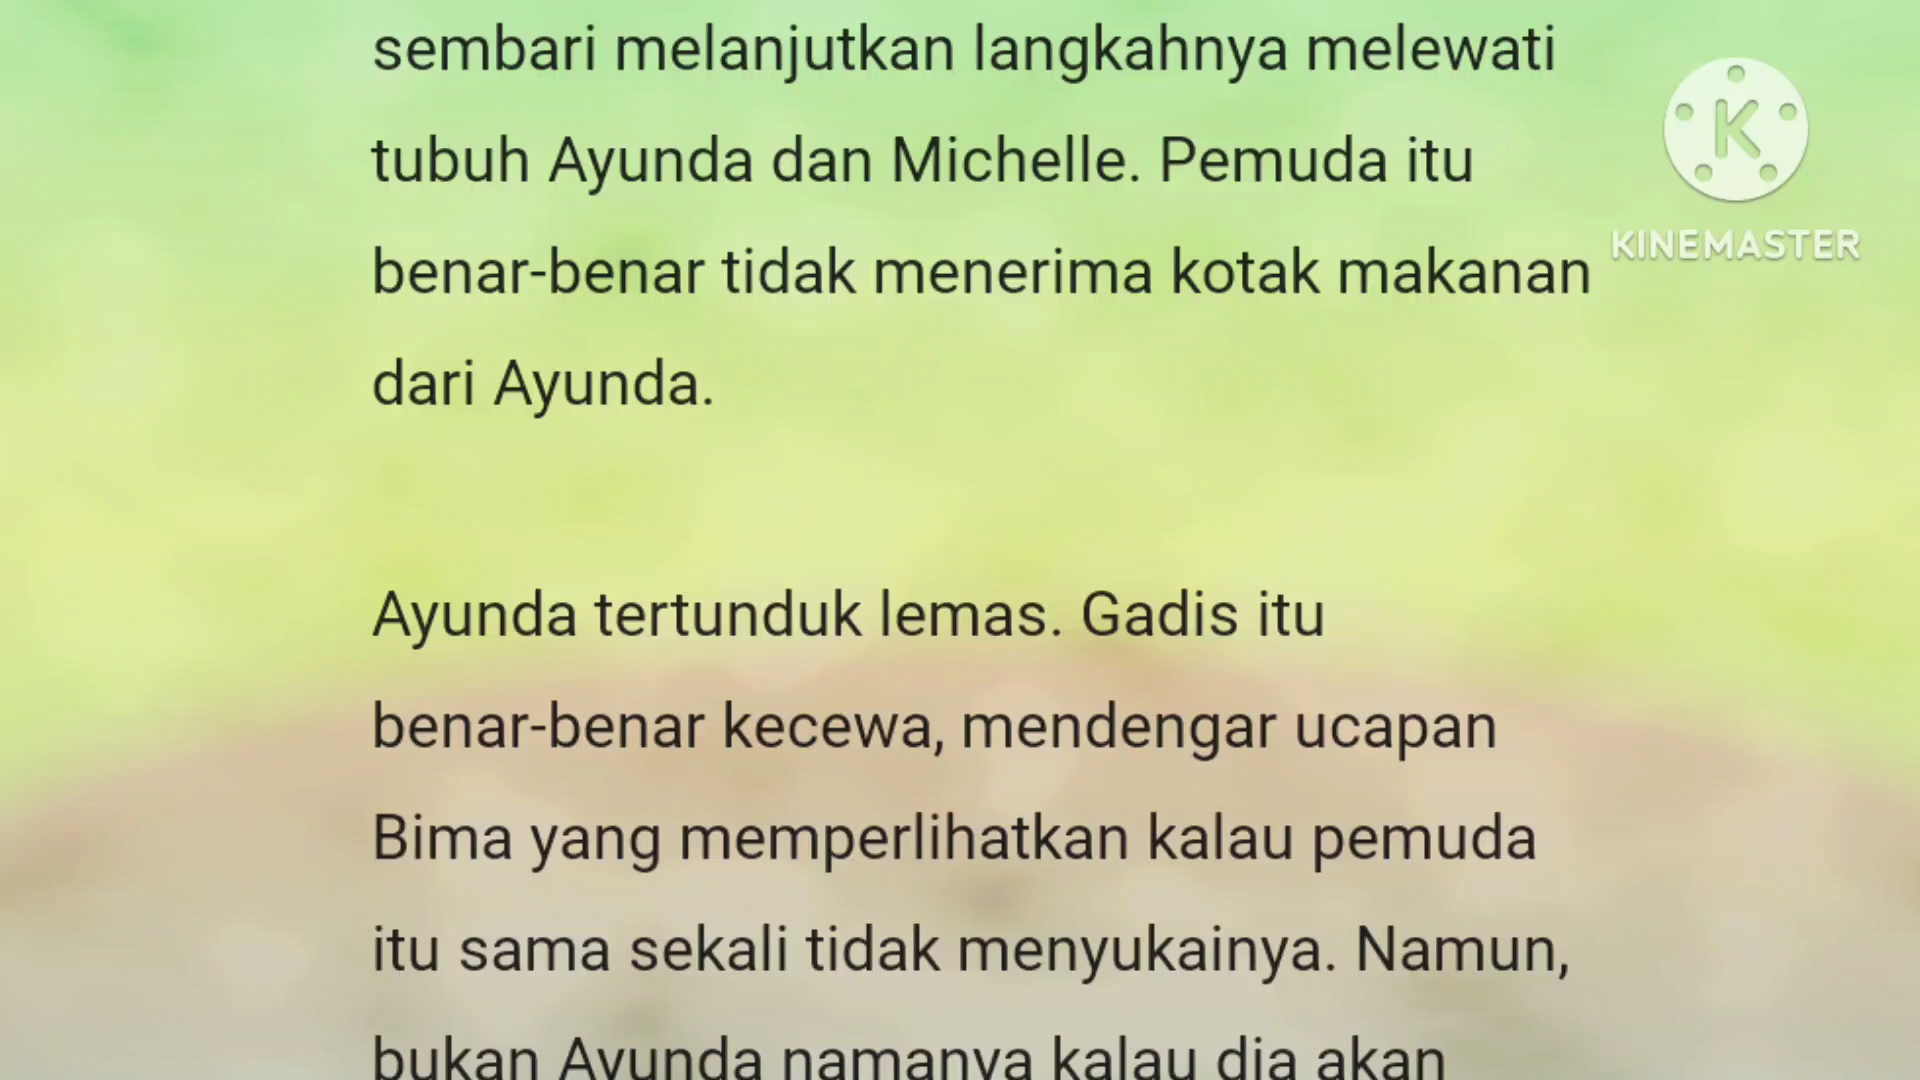 sembari melanjutkan langkahnya melewati
tubuh Ayunda dan Michelle. Pemuda itu
benar-benar tidak menerima kotak makanan
dari Ayunda.
Ayunda tertunduk lemas. Gadis itu
benar-benar kecewa, mendengar ucapan
Bima yang memperlihatkan kalau pemuda
itu sama sekali tidak menyukainya. Namun,
bukan Ayunda namanya kalau dia akan
K
KINEMASTER